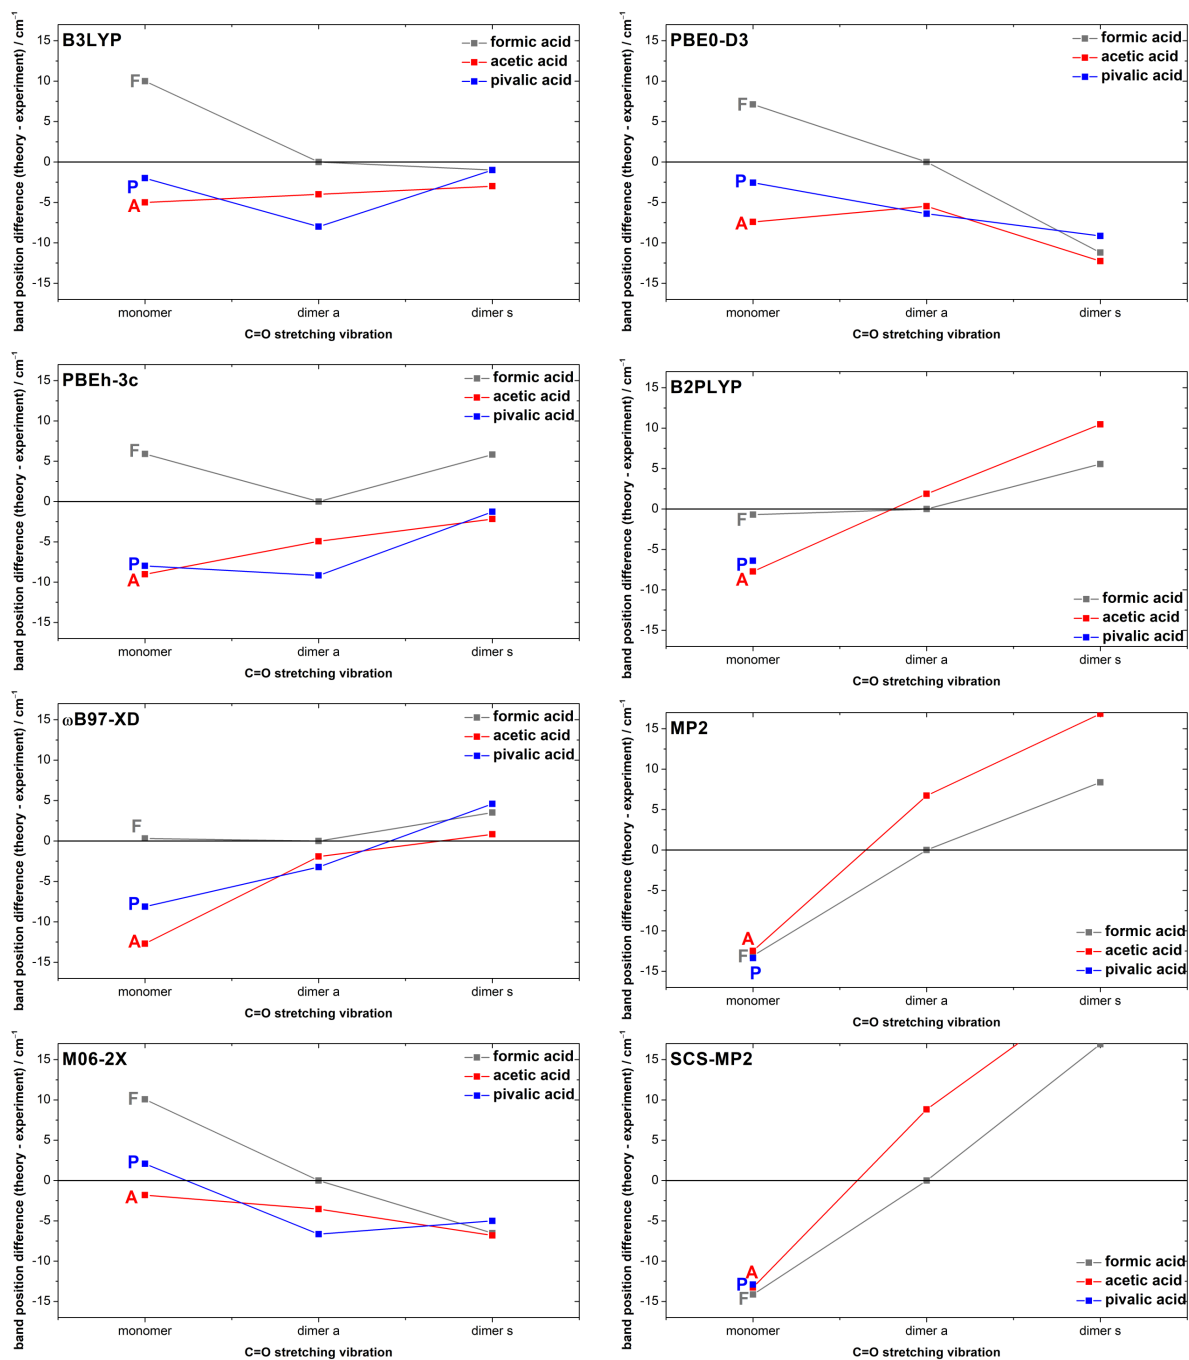 B3LYP
formic acid
acetic acid
pivalic acid
band position difference (theory - experiment) / cm⁻¹
15
10
5
0
-5
-10
-15
F
P
A
monomer
dimer a
dimer s
C=O stretching vibration
PBE0-D3
formic acid
acetic acid
pivalic acid
band position difference (theory - experiment) / cm⁻¹
15
10
5
0
-5
-10
-15
F
P
A
monomer
dimer a
dimer s
C=O stretching vibration
PBEh-3c
formic acid
acetic acid
pivalic acid
band position difference (theory - experiment) / cm⁻¹
15
10
5
0
-5
-10
-15
F
P
A
monomer
dimer a
dimer s
C=O stretching vibration
B2PLYP
band position difference (theory - experiment) / cm⁻¹
15
10
5
0
-5
-10
-15
F
P
A
formic acid
acetic acid
pivalic acid
monomer
dimer a
dimer s
C=O stretching vibration
ωB97-XD
formic acid
acetic acid
pivalic acid
band position difference (theory - experiment) / cm⁻¹
15
10
5
0
-5
-10
-15
F
P
A
monomer
dimer a
dimer s
C=O stretching vibration
MP2
band position difference (theory - experiment) / cm⁻¹
15
10
5
0
-5
-10
-15
A
F
P
formic acid
acetic acid
pivalic acid
monomer
dimer a
dimer s
C=O stretching vibration
M06-2X
formic acid
acetic acid
pivalic acid
band position difference (theory - experiment) / cm⁻¹
15
10
5
0
-5
-10
-15
F
P
A
monomer
dimer a
dimer s
C=O stretching vibration
SCS-MP2
band position difference (theory - experiment) / cm⁻¹
15
10
5
0
-5
-10
-15
A
P
F
formic acid
acetic acid
pivalic acid
monomer
dimer a
dimer s
C=O stretching vibration